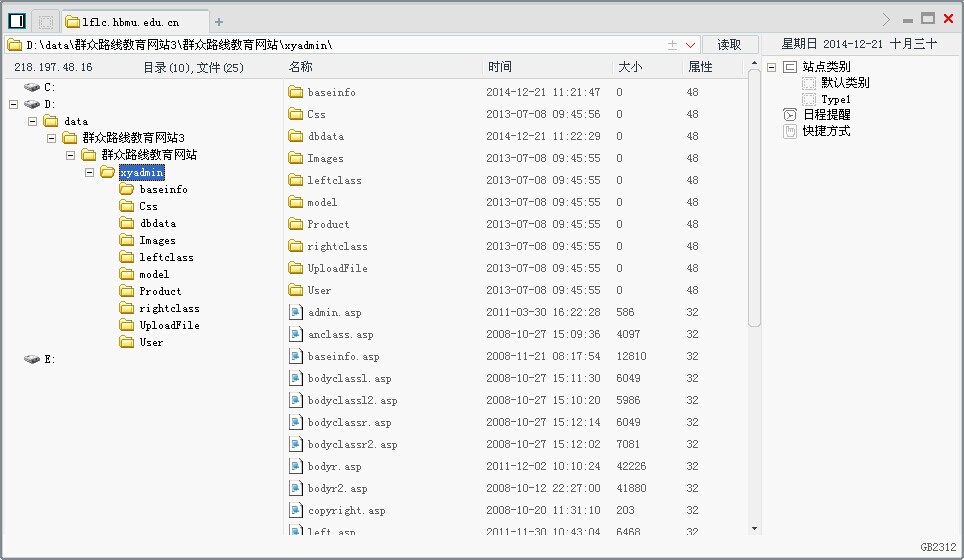 lflc.hbmu.edu.cn
D:\data\群众路线教育网站3\群众路线教育网站\xyadmin\ 读取
星期日 2014-12-21 十月三十
218.197.48.16 目录(10),文件(25)
C:
D:
data
群众路线教育网站3
群众路线教育网站
xyadmin
baseinfo
Css
dbdata
Images
leftclass
model
Product
rightclass
UploadFile
User
E:
名称 时间 大小 属性
baseinfo 2014-12-21 11:21:47 0 48
Css 2013-07-08 09:45:56 0 48
dbdata 2014-12-21 11:22:29 0 48
Images 2013-07-08 09:45:55 0 48
leftclass 2013-07-08 09:45:55 0 48
model 2013-07-08 09:45:55 0 48
Product 2013-07-08 09:45:55 0 48
rightclass 2013-07-08 09:45:55 0 48
UploadFile 2013-07-08 09:45:55 0 48
User 2013-07-08 09:45:55 0 48
admin.asp 2011-03-30 16:22:28 586 32
anclass.asp 2008-10-27 15:09:36 4097 32
baseinfo.asp 2008-11-21 08:17:54 12810 32
bodyclassl.asp 2008-10-27 15:11:30 6049 32
bodyclassl2.asp 2008-10-27 15:10:20 5986 32
bodyclassr.asp 2008-10-27 15:12:14 6049 32
bodyclassr2.asp 2008-10-27 15:12:02 7081 32
bodyr.asp 2011-12-02 10:10:24 42226 32
bodyr2.asp 2008-10-12 22:27:00 41880 32
copyright.asp 2008-10-20 11:31:10 203 32
left.asp 2011-11-30 10:43:04 6468 32
站点类别
默认类别
Type1
日程提醒
快捷方式
GB2312